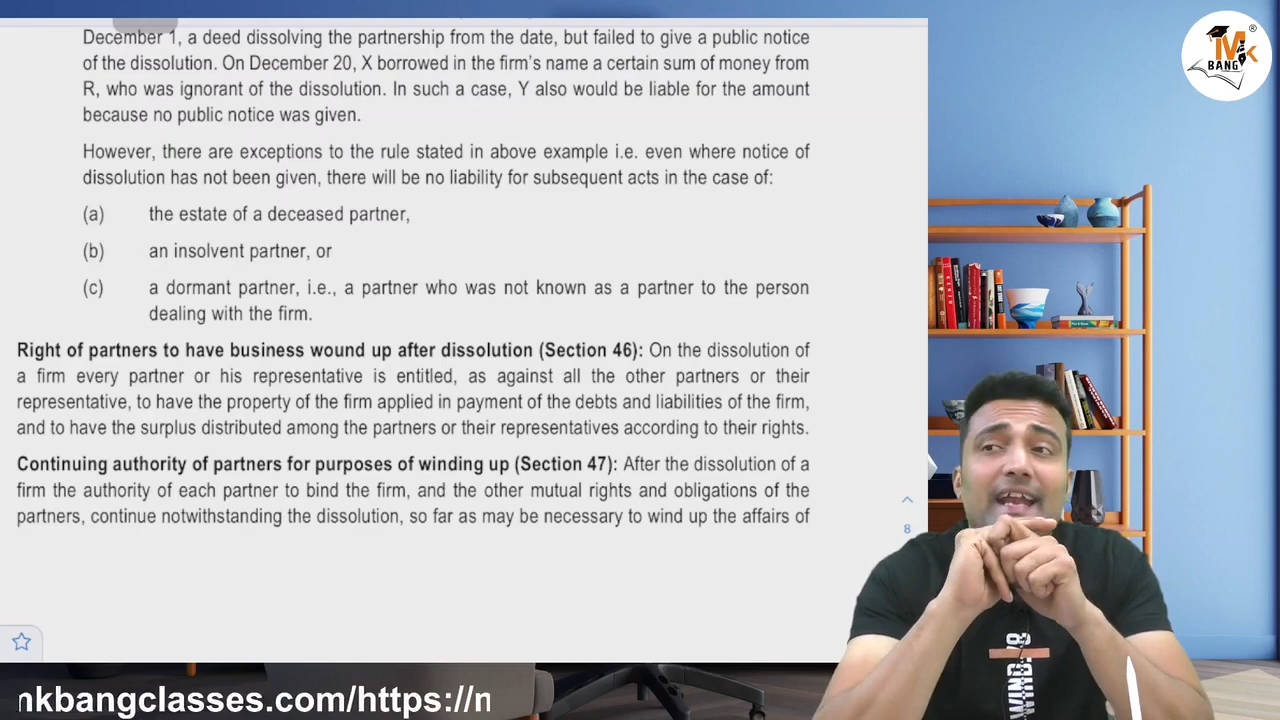 December 1, a deed dissolving the partnership from that date, but failed to give a public notice
of the dissolution. On December 20, X borrowed in the firm's name a certain sum of money from
R, who was ignorant of the dissolution. In such a case, Y also would be liable for the amount
because no public notice was given.
However, there are exceptions to the rule stated in above example i.e. even where notice of
dissolution has not been given, there will be no liability for subsequent acts in the case of:
(a) the estate of a deceased partner,
(b) an insolvent partner, or
(c) a dormant partner, i.e., a partner who was not known as a partner to the person
dealing with the firm.
Right of partners to have business wound up after dissolution (Section 46): On the dissolution of
a firm every partner or his representative is entitled, as against all the other partners or their
representative, to have the property of the firm applied in payment of the debts and liabilities of the firm,
and to have the surplus distributed among the partners or their representatives according to their rights.
Continuing authority of partners for purposes of winding up (Section 47): After the dissolution of a
firm the authority of each partner to bind the firm, and the other mutual rights and obligations of the
partners, continue notwithstanding the dissolution, so far as may be necessary to wind up the affairs of
8
MK
BANG
®
nkbangclasses.com/https://n